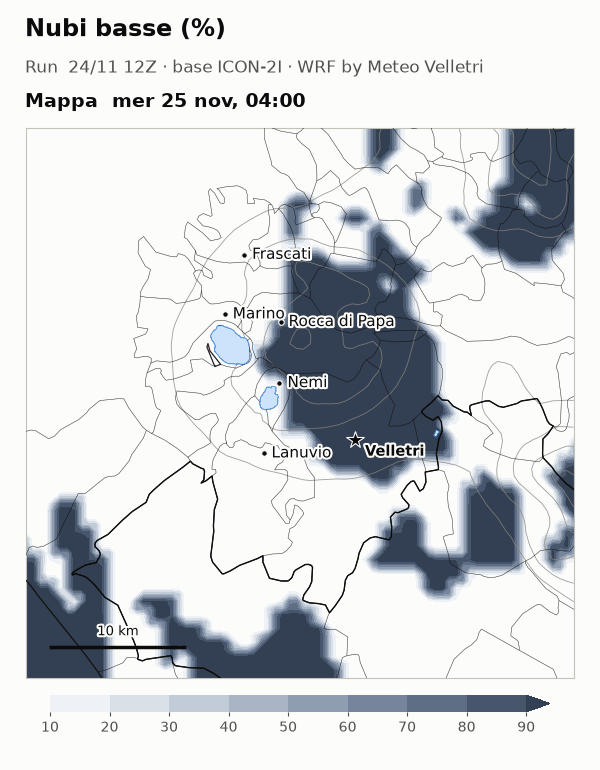 Nubi basse (%)
Run 24/11 12Z · base ICON-2I · WRF by Meteo Velletri
Mappa mer 25 nov, 04:00
Frascati
Marino
Rocca di Papa
Nemi
Velletri
Lanuvio
10 km
10 20 30 40 50 60 70 80 90